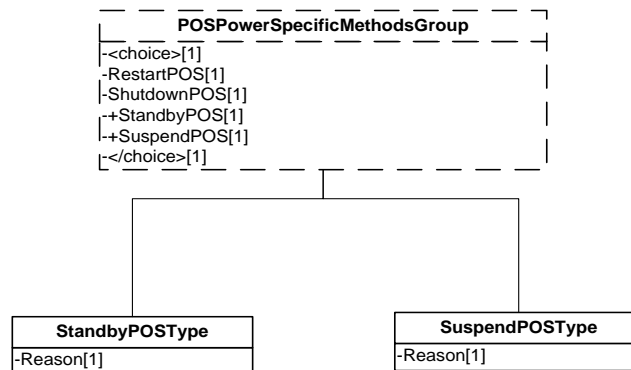 POSPowerSpecificMethodsGroup
-<choice>[1]
-RestartPOS[1]
-ShutdownPOS[1]
-+StandbyPOS[1]
-+SuspendPOS[1]
-</choice>[1]
StandbyPOSType
-Reason[1]
SuspendPOSType
-Reason[1]